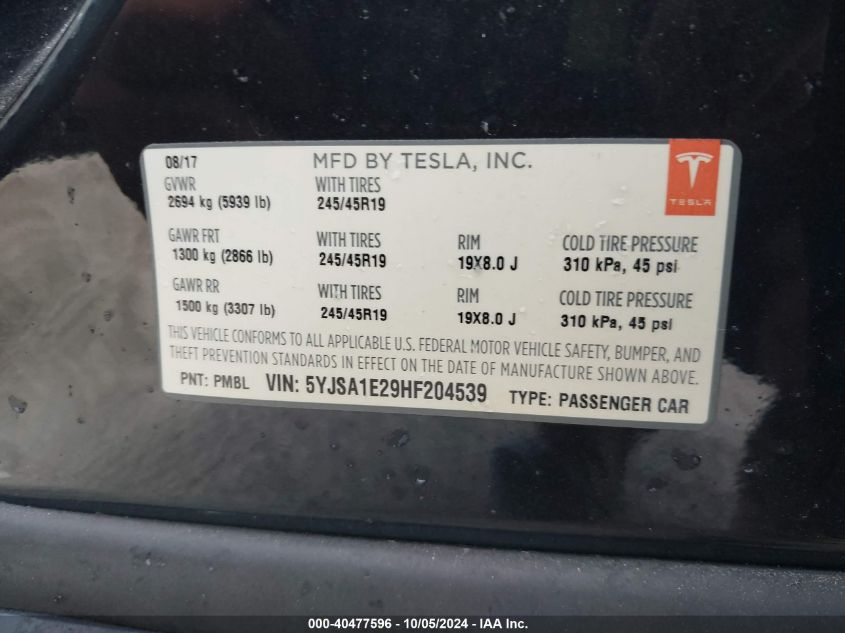 08/17 MFD BY TESLA, INC.
TESLA
GVWR WITH TIRES
2694 kg (5939 lb) 245/45R19
GAWR FRT WITH TIRES RIM COLD TIRE PRESSURE
1300 kg (2866 lb) 245/45R19 19X8.0 J 310 kPa, 45 psi
GAWR RR WITH TIRES RIM COLD TIRE PRESSURE
1500 kg (3307 lb) 245/45R19 19X8.0 J 310 kPa, 45 psi
THIS VEHICLE CONFORMS TO ALL APPLICABLE U.S. FEDERAL MOTOR VEHICLE SAFETY, BUMPER, AND
THEFT PREVENTION STANDARDS IN EFFECT ON THE DATE OF MANUFACTURE SHOWN ABOVE.
PNT: PMBL VIN: 5YJSA1E29HF204539 TYPE: PASSENGER CAR
000-40477596 - 10/05/2024 - IAA Inc.